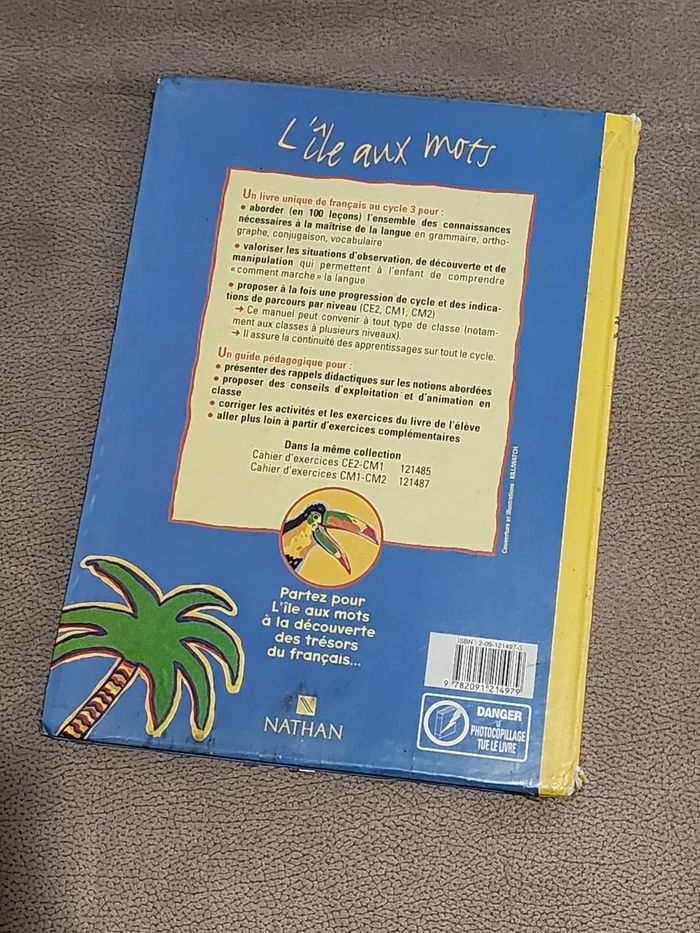 L'île aux mots
Un livre unique de français au cycle 3 pour :
• aborder (en 100 leçons) l'ensemble des connaissances
nécessaires à la maîtrise de la langue en grammaire, ortho-
graphe, conjugaison, vocabulaire
• valoriser les situations d'observation, de découverte et de
manipulation qui permettent à l'enfant de comprendre
« comment marche » la langue
• proposer à la fois une progression de cycle et des indica-
tions de parcours par niveau (CE2, CM1, CM2)
→ Ce manuel peut convenir à tout type de classe (notam-
ment aux classes à plusieurs niveaux).
→ Il assure la continuité des apprentissages sur tout le cycle.
Un guide pédagogique pour :
• présenter des rappels didactiques sur les notions abordées
• proposer des conseils d'exploitation et d'animation en
classe
• corriger les activités et les exercices du livre de l'élève
• aller plus loin à partir d'exercices complémentaires
Dans la même collection
Cahier d'exercices CE2-CM1 121485
Cahier d'exercices CM1-CM2 121487
Couverture et illustrations : KILLIWATCH
Partez pour
L'île aux mots
à la découverte
des trésors
du français...
NATHAN
ISBN : 2-09-121497-3
9 782091 214979
DANGER
LE
PHOTOCOPILLAGE
TUE LE LIVRE